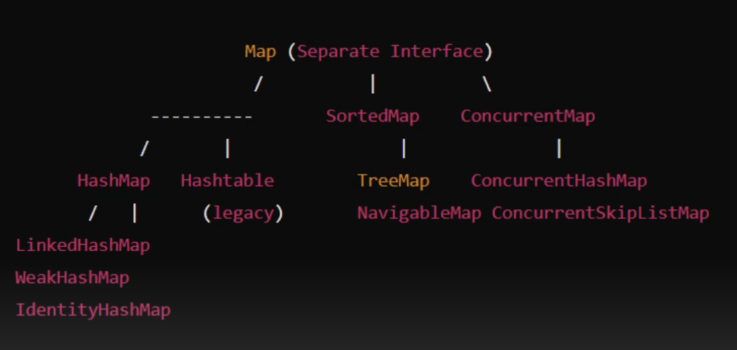 Map (Separate Interface)
/ | \
---------- SortedMap ConcurrentMap
/ | | |
HashMap Hashtable TreeMap ConcurrentHashMap
/ | (legacy) NavigableMap ConcurrentSkipListMap
LinkedHashMap
WeakHashMap
IdentityHashMap